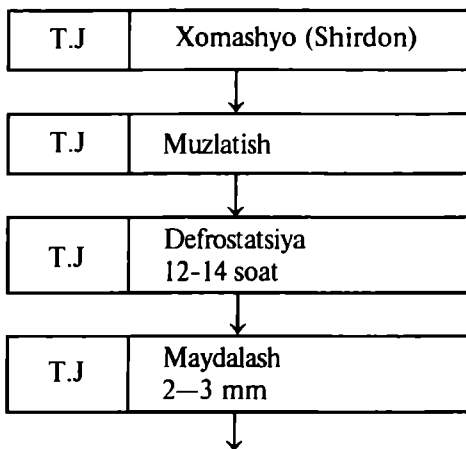 T.J Xomashyo (Shirdon)
T.J Muzlatish
T.J Defrostatsiya
12-14 soat
T.J Maydalash
2—3 mm